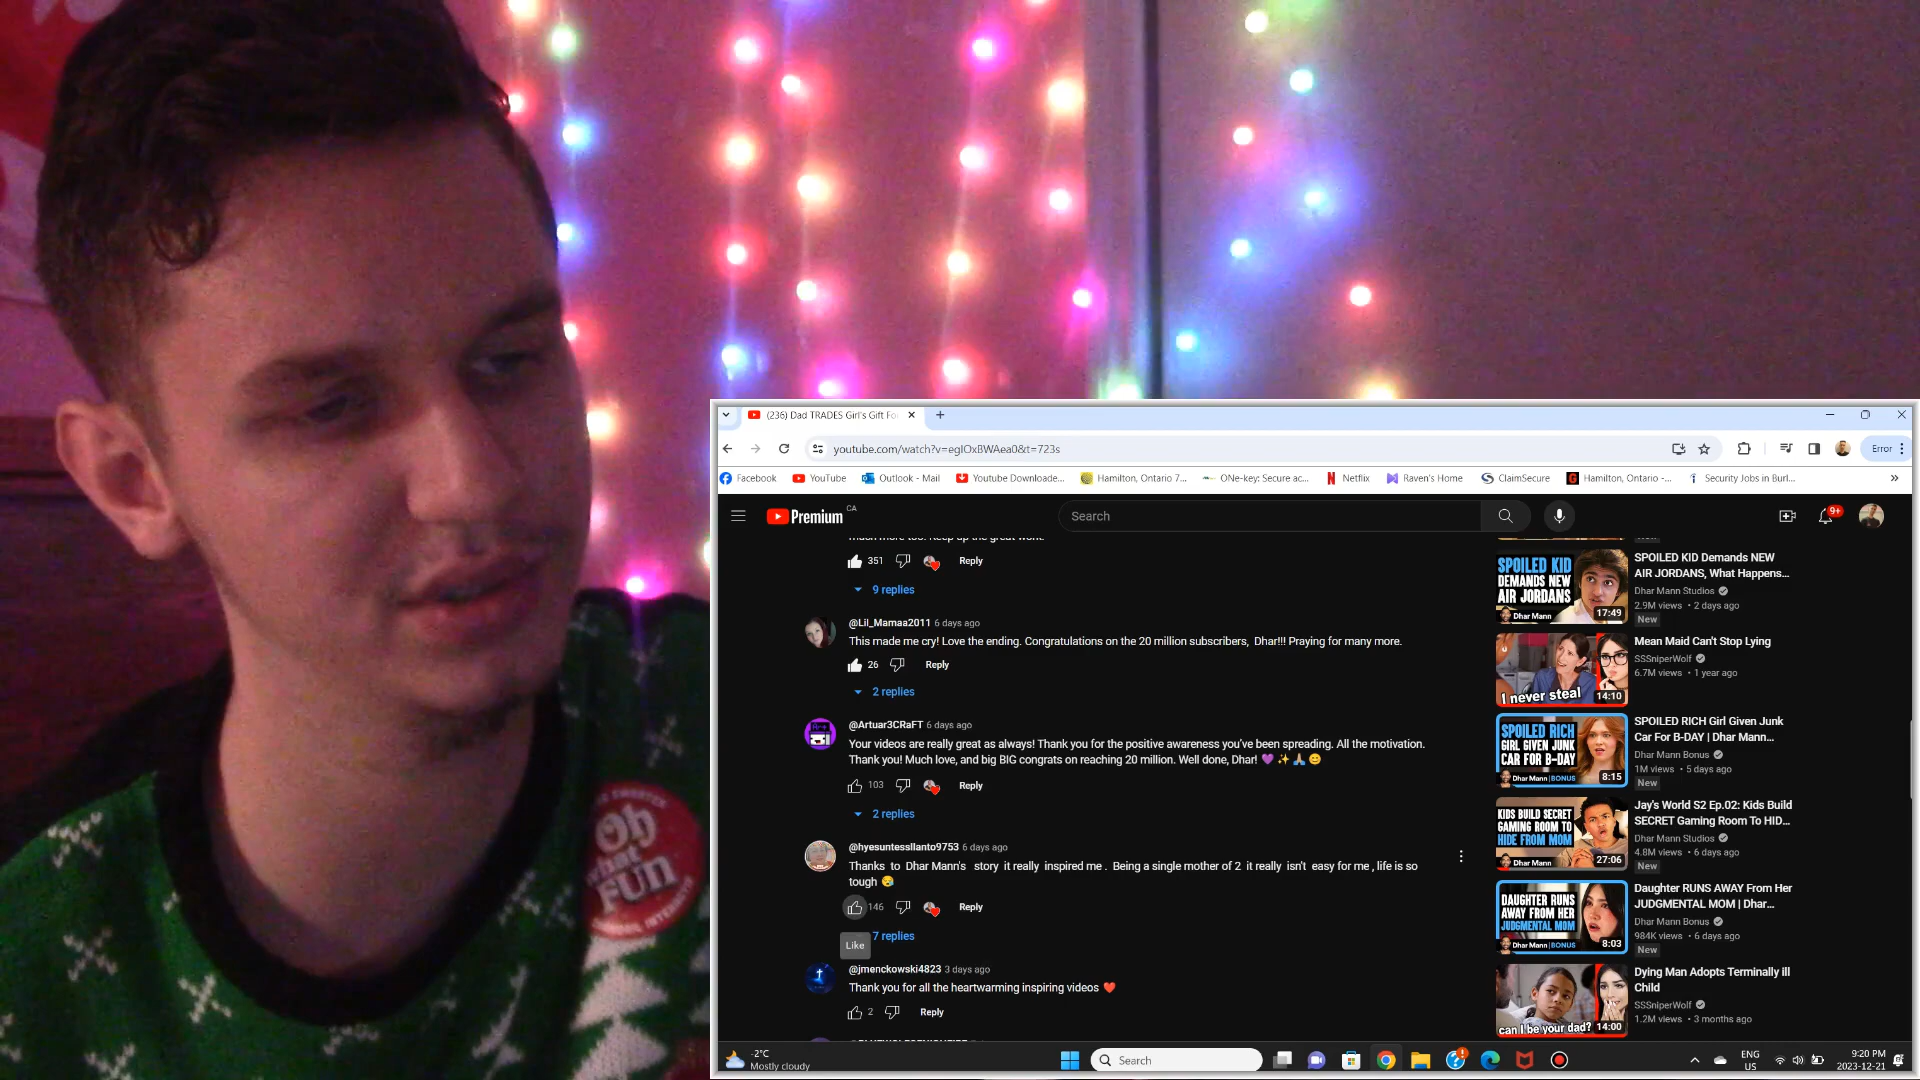 (236) Dad TRADES Girl's Gift Fo
youtube.com/watch?v=egIOxBWAea0&t=723s
Error
Facebook
YouTube
Outlook - Mail
Youtube Downloade...
Hamilton, Ontario 7...
ONe-key: Secure ac...
Netflix
Raven's Home
ClaimSecure
Hamilton, Ontario -...
Security Jobs in Burl...
Premium CA
Search
9+
much more too. Keep up the great work.
351
Reply
9 replies
@Lil_Mamaa2011 6 days ago
This made me cry! Love the ending. Congratulations on the 20 million subscribers, Dhar!!! Praying for many more.
26
Reply
2 replies
@Artuar3CRaFT 6 days ago
Your videos are really great as always! Thank you for the positive awareness you've been spreading. All the motivation.
Thank you! Much love, and big BIG congrats on reaching 20 million. Well done, Dhar! 💜 ✨ 🙏 😊
103
Reply
2 replies
@hyesuntessllanto9753 6 days ago
Thanks to Dhar Mann's story it really inspired me . Being a single mother of 2 it really isn't easy for me , life is so
tough 😪
146
Reply
Like
7 replies
@jmenckowski4823 3 days ago
Thank you for all the heartwarming inspiring videos ❤️
2
Reply
SPOILED KID
DEMANDS NEW
AIR JORDANS
Dhar Mann
17:49
SPOILED KID Demands NEW
AIR JORDANS, What Happens...
Dhar Mann Studios
2.9M views • 2 days ago
New
I never steal
14:10
Mean Maid Can't Stop Lying
SSSniperWolf
6.7M views • 1 year ago
SPOILED RICH
GIRL GIVEN JUNK
CAR FOR B-DAY
Dhar Mann | BONUS
8:15
SPOILED RICH Girl Given Junk
Car For B-DAY | Dhar Mann...
Dhar Mann Bonus
1M views • 5 days ago
New
KIDS BUILD SECRET
GAMING ROOM TO
HIDE FROM MOM
Dhar Mann
27:06
Jay's World S2 Ep.02: Kids Build
SECRET Gaming Room To HID...
Dhar Mann Studios
4.8M views • 6 days ago
New
DAUGHTER RUNS
AWAY FROM HER
JUDGMENTAL MOM
Dhar Mann | BONUS
8:03
Daughter RUNS AWAY From Her
JUDGMENTAL MOM | Dhar...
Dhar Mann Bonus
984K views • 6 days ago
New
can I be your dad?
14:00
Dying Man Adopts Terminally ill
Child
SSSniperWolf
1.2M views • 3 months ago
Oh
Fun
-2°C
Mostly cloudy
Search
ENG
US
9:20 PM
2023-12-21